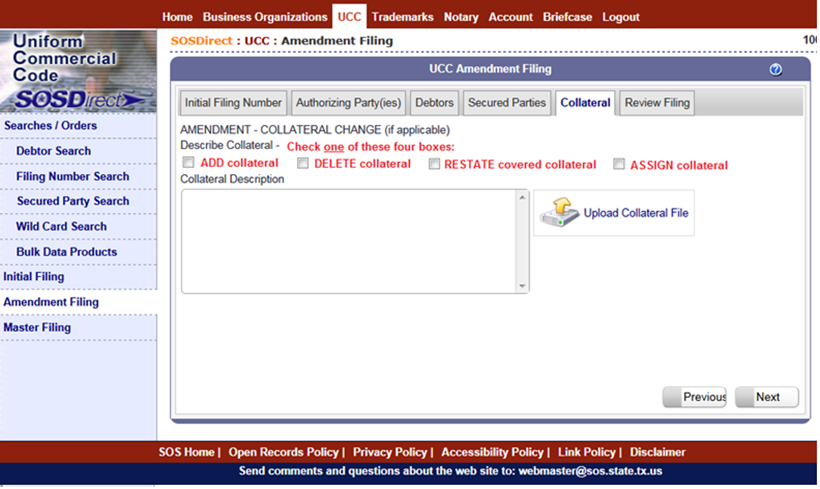 Home Business Organizations UCC Trademarks Notary Account Briefcase Logout
Uniform
Commercial
Code
SOSDirect
SOSDirect : UCC : Amendment Filing
100
UCC Amendment Filing
?
Initial Filing Number Authorizing Party(ies) Debtors Secured Parties Collateral Review Filing
AMENDMENT - COLLATERAL CHANGE (if applicable)
Describe Collateral - Check one of these four boxes:
ADD collateral DELETE collateral RESTATE covered collateral ASSIGN collateral
Collateral Description
Upload Collateral File
Previous Next
Searches / Orders
Debtor Search
Filing Number Search
Secured Party Search
Wild Card Search
Bulk Data Products
Initial Filing
Amendment Filing
Master Filing
SOS Home | Open Records Policy | Privacy Policy | Accessibility Policy | Link Policy | Disclaimer
Send comments and questions about the web site to: webmaster@sos.state.tx.us